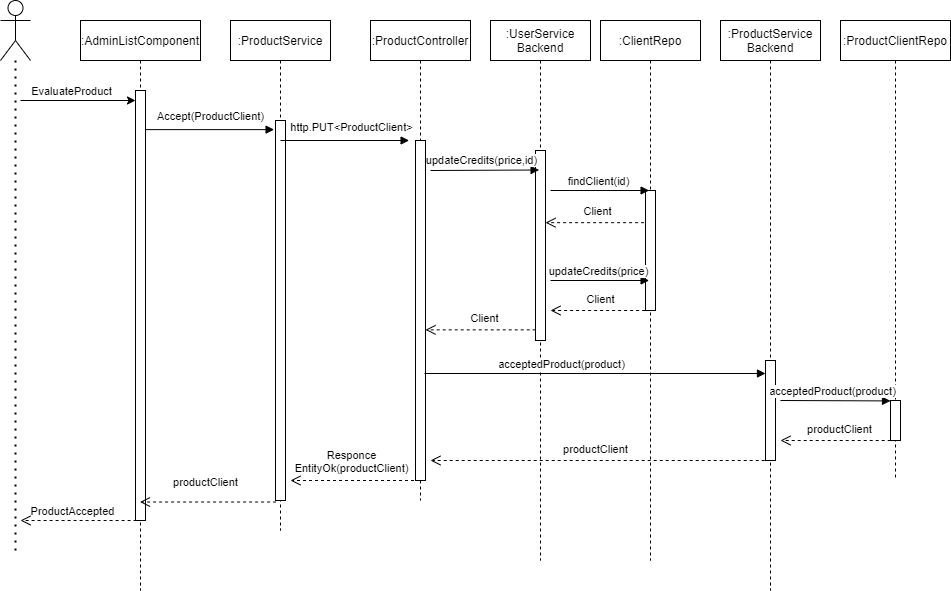 :AdminListComponent
:ProductService
:ProductController
:UserService
Backend
:ClientRepo
:ProductService
Backend
:ProductClientRepo
EvaluateProduct
Accept(ProductClient)
http.PUT<ProductClient>
updateCredits(price,id)
findClient(id)
Client
updateCredits(price)
Client
Client
acceptedProduct(product)
acceptedProduct(product)
productClient
productClient
Responce
EntityOk(productClient)
productClient
ProductAccepted